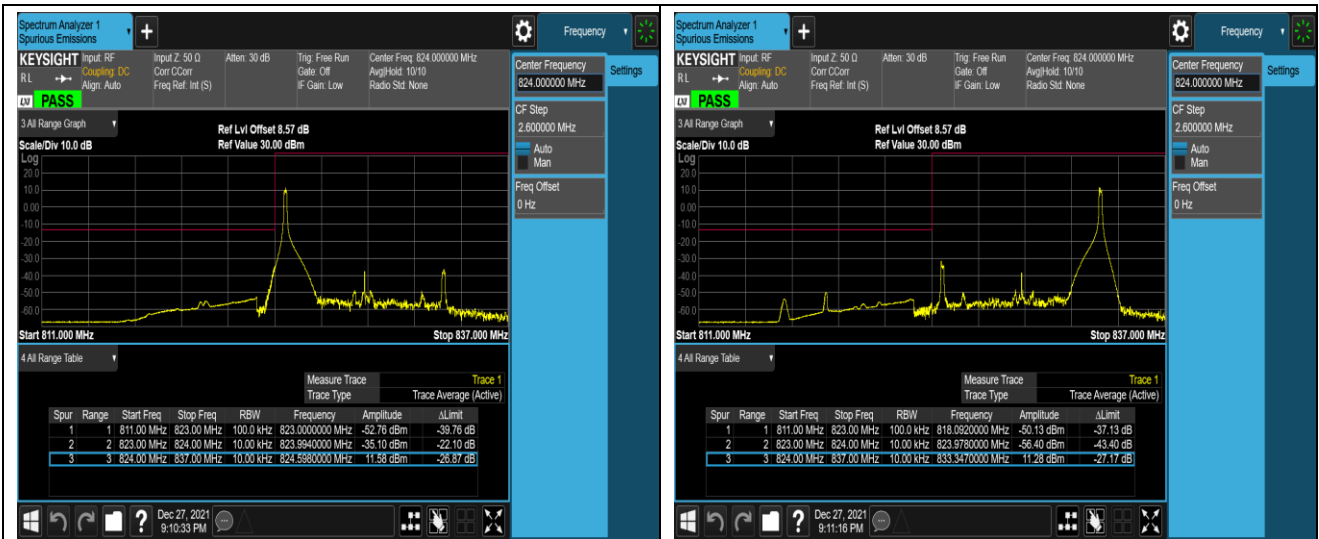 Spectrum Analyzer 1
Spurious Emissions
Frequency
KEYSIGHT Input: RF Input Z: 50 Ω Atten: 30 dB Trig: Free Run Center Freq: 824.000000 MHz
RL Coupling: DC Corr CCorr Gate: Off Avg|Hold: 10/10
Align: Auto Freq Ref: Int (S) IF Gain: Low Radio Std: None
LXI PASS
Center Frequency
824.000000 MHz
Settings
CF Step
2.600000 MHz
Auto
Man
Freq Offset
0 Hz
3 All Range Graph
Ref Lvl Offset 8.57 dB
Scale/Div 10.0 dB Ref Value 30.00 dBm
Log
20.0
10.0
0.00
-10.0
-20.0
-30.0
-40.0
-50.0
-60.0
Start 811.000 MHz Stop 837.000 MHz
4 All Range Table
Measure Trace Trace 1
Trace Type Trace Average (Active)
Spur Range Start Freq Stop Freq RBW Frequency Amplitude ΔLimit
1 1 811.00 MHz 823.00 MHz 100.0 kHz 823.0000000 MHz -52.76 dBm -39.76 dB
2 2 823.00 MHz 824.00 MHz 10.00 kHz 823.9940000 MHz -35.10 dBm -22.10 dB
3 3 824.00 MHz 837.00 MHz 10.00 kHz 824.5980000 MHz 11.58 dBm -26.87 dB
?
Dec 27, 2021
9:10:33 PM
Spectrum Analyzer 1
Spurious Emissions
Frequency
KEYSIGHT Input: RF Input Z: 50 Ω Atten: 30 dB Trig: Free Run Center Freq: 824.000000 MHz
RL Coupling: DC Corr CCorr Gate: Off Avg|Hold: 10/10
Align: Auto Freq Ref: Int (S) IF Gain: Low Radio Std: None
LXI PASS
Center Frequency
824.000000 MHz
Settings
CF Step
2.600000 MHz
Auto
Man
Freq Offset
0 Hz
3 All Range Graph
Ref Lvl Offset 8.57 dB
Scale/Div 10.0 dB Ref Value 30.00 dBm
Log
20.0
10.0
0.00
-10.0
-20.0
-30.0
-40.0
-50.0
-60.0
Start 811.000 MHz Stop 837.000 MHz
4 All Range Table
Measure Trace Trace 1
Trace Type Trace Average (Active)
Spur Range Start Freq Stop Freq RBW Frequency Amplitude ΔLimit
1 1 811.00 MHz 823.00 MHz 100.0 kHz 818.0920000 MHz -50.13 dBm -37.13 dB
2 2 823.00 MHz 824.00 MHz 10.00 kHz 823.9780000 MHz -56.40 dBm -43.40 dB
3 3 824.00 MHz 837.00 MHz 10.00 kHz 833.3470000 MHz 11.28 dBm -27.17 dB
?
Dec 27, 2021
9:11:16 PM